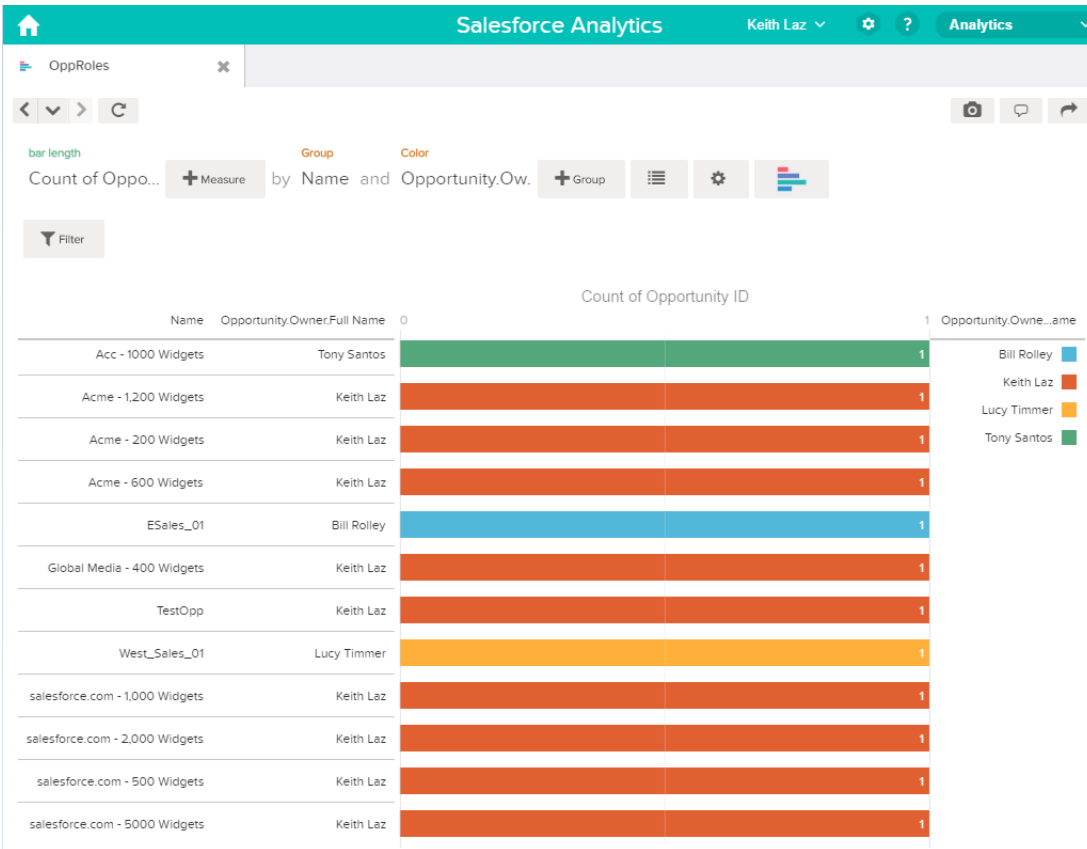 Salesforce Analytics Keith Laz ? Analytics
OppRoles
bar length Group Color
Count of Oppo... + Measure by Name and Opportunity.Ow. + Group
Filter
Count of Opportunity ID
Name Opportunity.Owner.Full Name 0 1 Opportunity.Owne...ame
Acc - 1000 Widgets Tony Santos 1 Bill Rolley
Keith Laz
Acme - 1,200 Widgets Keith Laz 1
Lucy Timmer
Acme - 200 Widgets Keith Laz 1 Tony Santos
Acme - 600 Widgets Keith Laz 1
ESales_01 Bill Rolley 1
Global Media - 400 Widgets Keith Laz 1
TestOpp Keith Laz 1
West_Sales_01 Lucy Timmer 1
salesforce.com - 1,000 Widgets Keith Laz 1
salesforce.com - 2,000 Widgets Keith Laz 1
salesforce.com - 500 Widgets Keith Laz 1
salesforce.com - 5000 Widgets Keith Laz 1